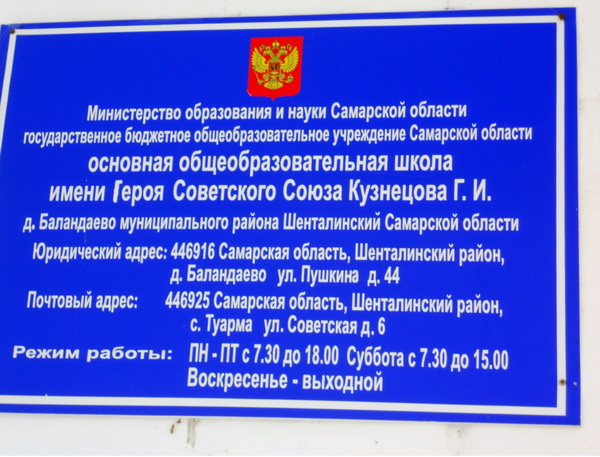 Министерство образования и науки Самарской области
государственное бюджетное общеобразовательное учреждение Самарской области
основная общеобразовательная школа
имени Героя Советского Союза Кузнецова Г. И.
д. Баландаево муниципального района Шенталинский Самарской области
Юридический адрес: 446916 Самарская область, Шенталинский район,
д. Баландаево ул. Пушкина д. 44
Почтовый адрес: 446925 Самарская область, Шенталинский район,
с. Туарма ул. Советская д. 6
Режим работы: ПН - ПТ с 7.30 до 18.00 Суббота с 7.30 до 15.00
Воскресенье - выходной